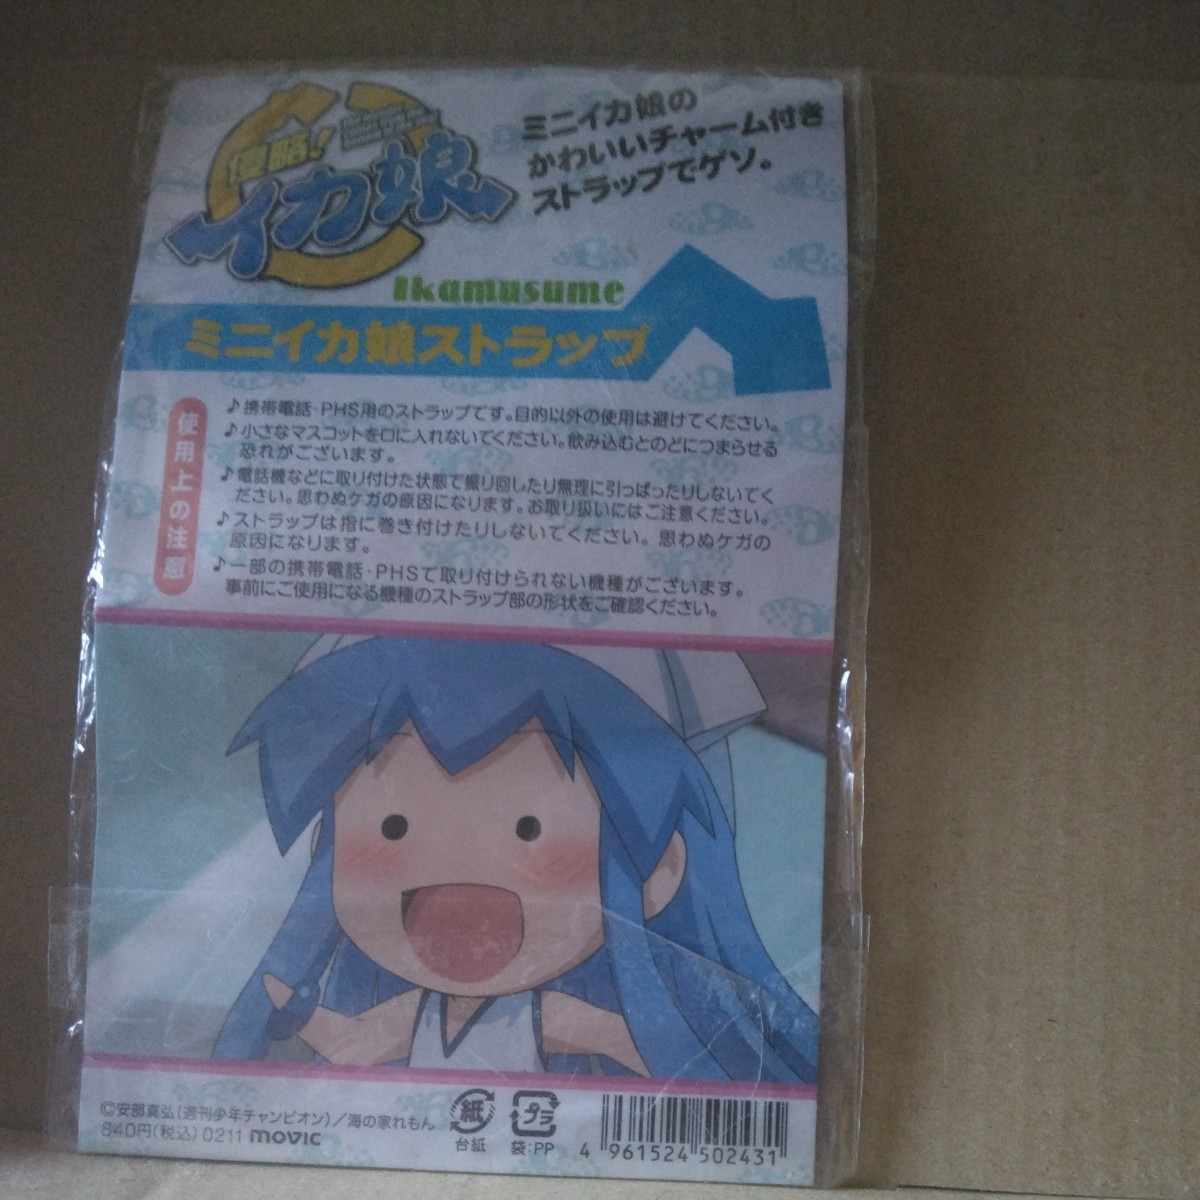 侵略!
イカ娘
ミニイカ娘の
かわいいチャーム付き
ストラップでゲソ。
Ikamusume
ミニイカ娘ストラップ
使用上の注意
♪携帯電話・PHS用のストラップです。目的以外の使用は避けてください。
♪小さなマスコットを口に入れないでください。飲み込むとのどにつまらせる
恐れがございます。
♪電話機などに取り付けた状態で振り回したり無理に引っぱったりしないでく
ださい。思わぬケガの原因になります。お取り扱いにはご注意ください。
♪ストラップは指に巻き付けたりしないてください。思わぬケガの
原因になります。
♪一部の携帯電話・PHSで取り付けられない機種がございます。
事前にご使用になる機種のストラップ部の形状をご確認ください。
©安部真弘(週刊少年チャンピオン)/海の家れもん
840円(税込) 0211 movic
紙
台紙
プラ
袋:PP
4 961524 502431